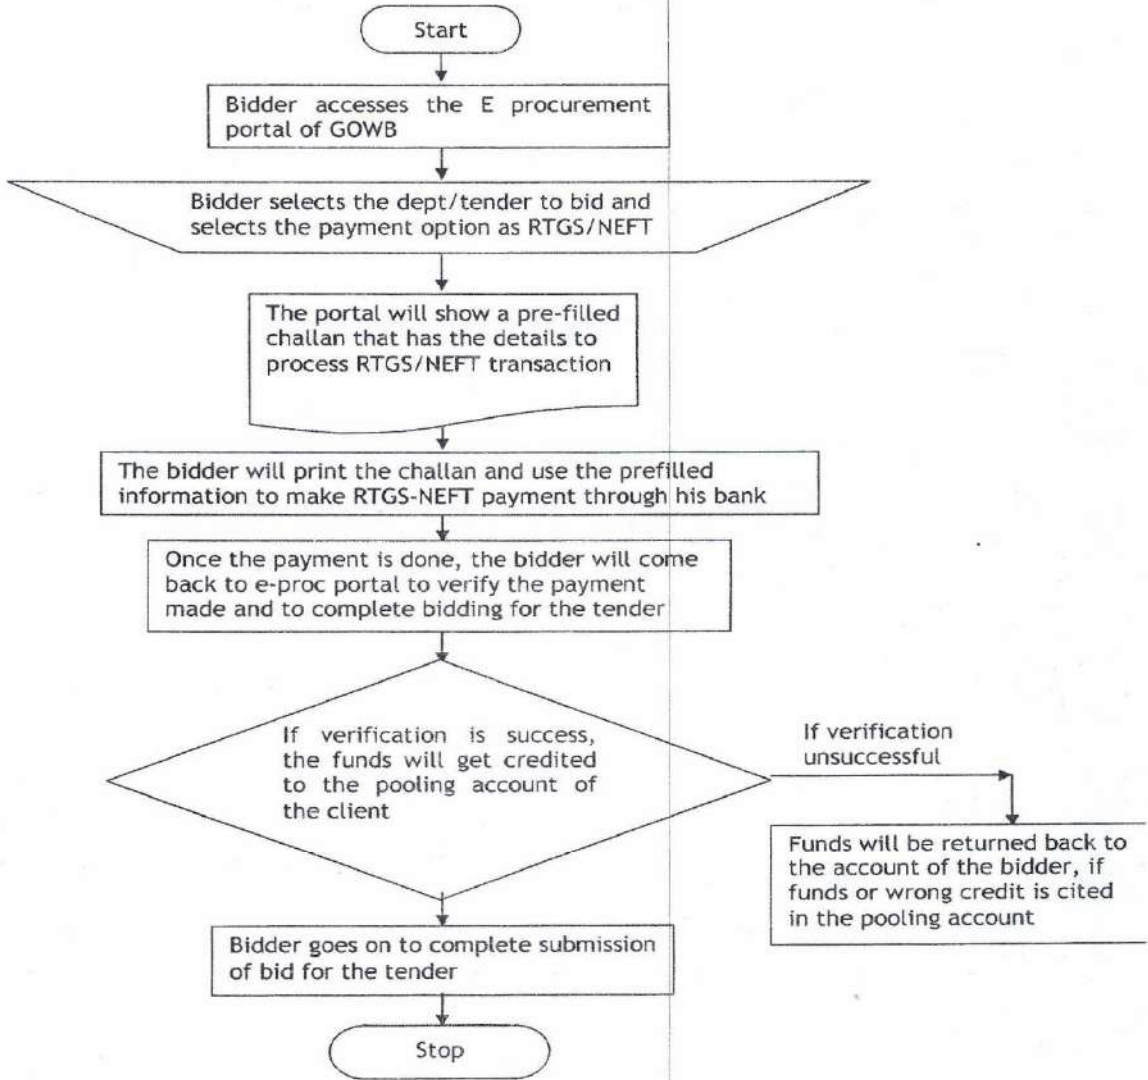 Start
Bidder accesses the E procurement
portal of GOWB
Bidder selects the dept/tender to bid and
selects the payment option as RTGS/NEFT
The portal will show a pre-filled
challan that has the details to
process RTGS/NEFT transaction
The bidder will print the challan and use the prefilled
information to make RTGS-NEFT payment through his bank
Once the payment is done, the bidder will come
back to e-proc portal to verify the payment
made and to complete bidding for the tender
If verification is success,
the funds will get credited
to the pooling account of
the client
If verification
unsuccessful
Funds will be returned back to
the account of the bidder, if
funds or wrong credit is cited
in the pooling account
Bidder goes on to complete submission
of bid for the tender
Stop